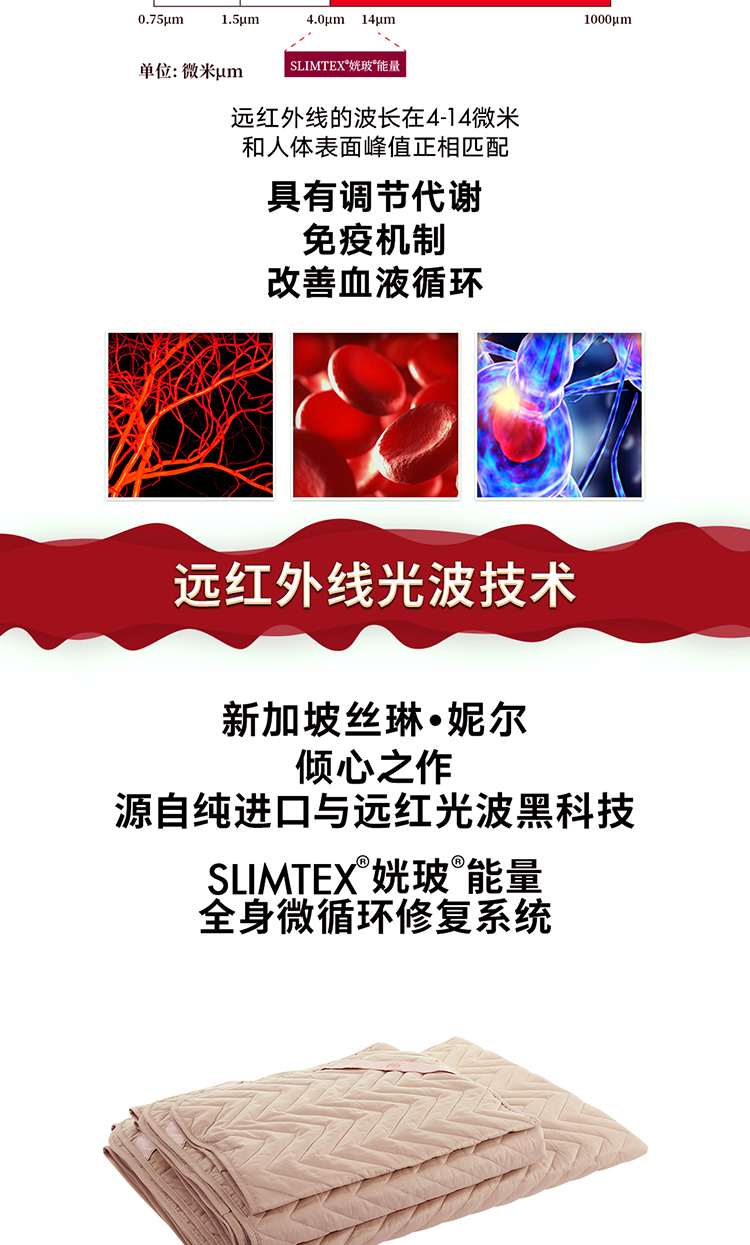 0.75μm 1.5μm 4.0μm 14μm 1000μm
单位: 微米μm
SLIMTEX®姯玻®能量
远红外线的波长在4-14微米
和人体表面峰值正相匹配
具有调节代谢
免疫机制
改善血液循环
远红外线光波技术
新加坡丝琳•妮尔
倾心之作
源自纯进口与远红光波黑科技
SLIMTEX®姯玻®能量
全身微循环修复系统